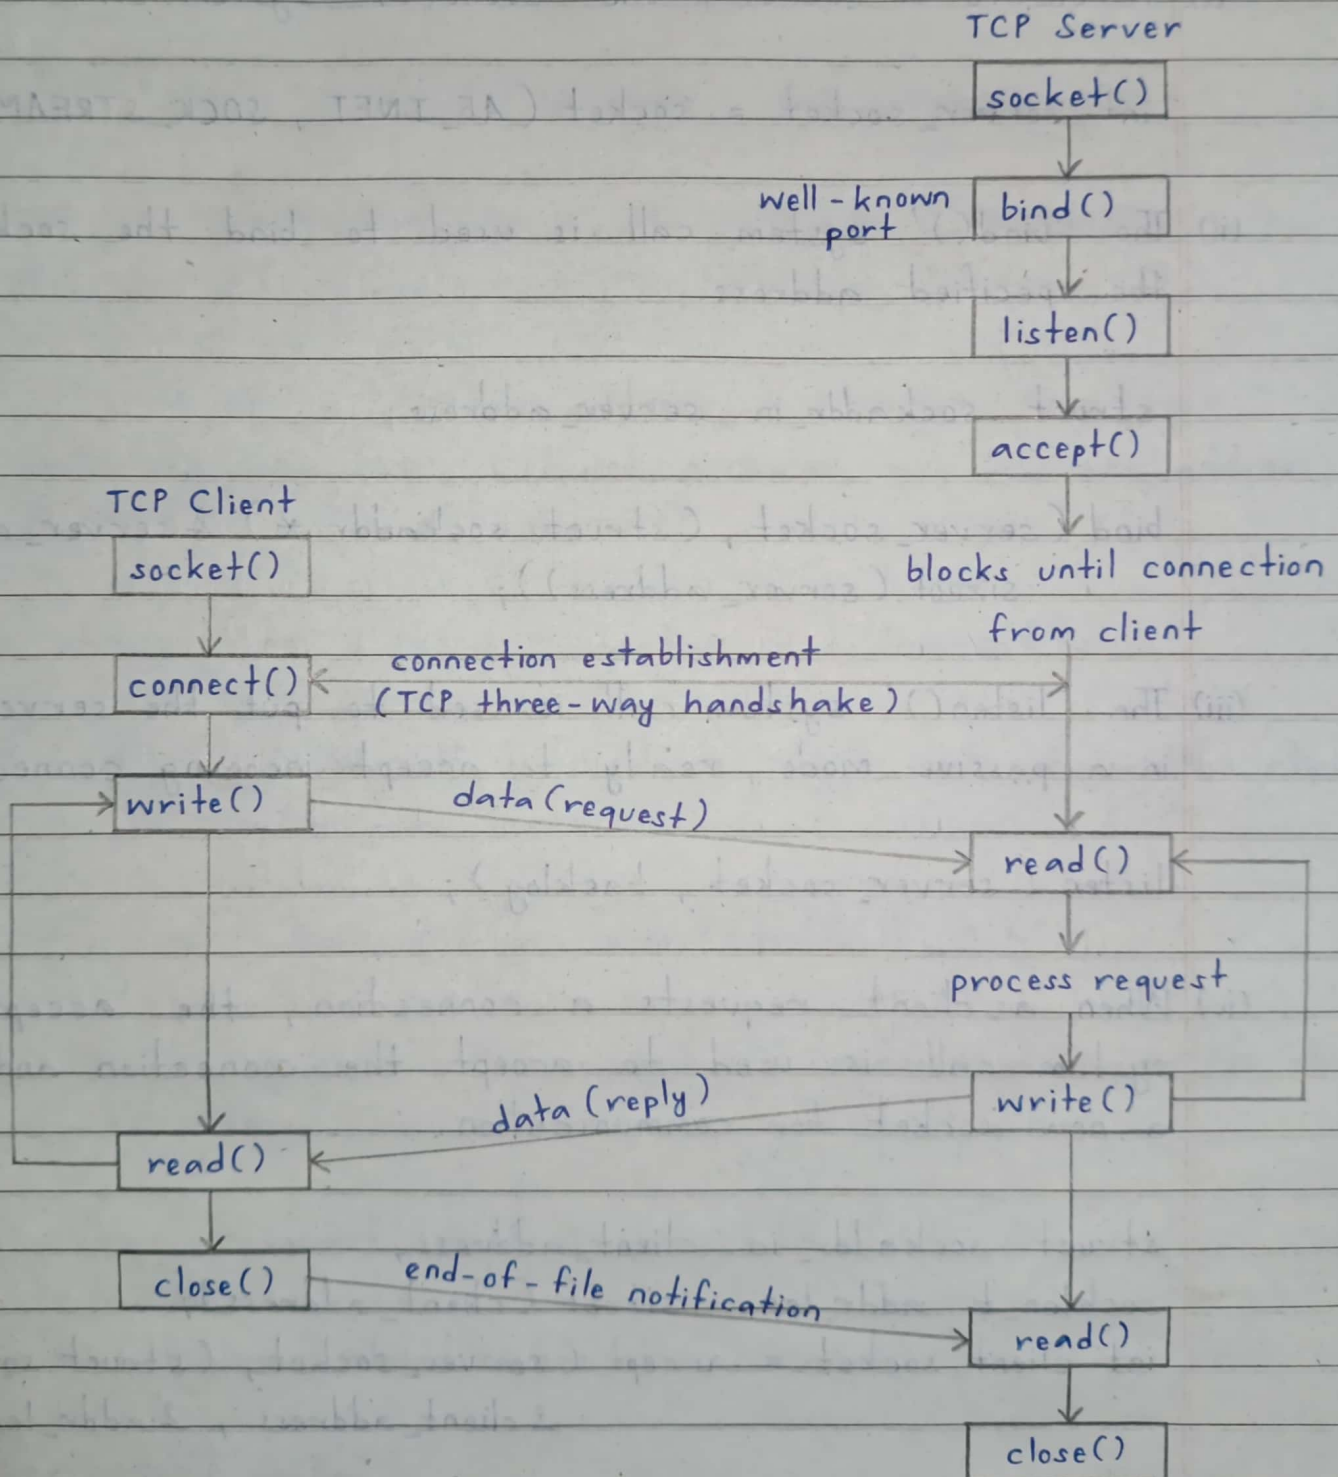 TCP Server
socket()
well-known
port
bind()
listen()
accept()
TCP Client
socket()
blocks until connection
from client
connection establishment
connect()
(TCP three-way handshake)
write()
data (request)
read()
process request
write()
data (reply)
read()
close()
end-of-file notification
read()
close()